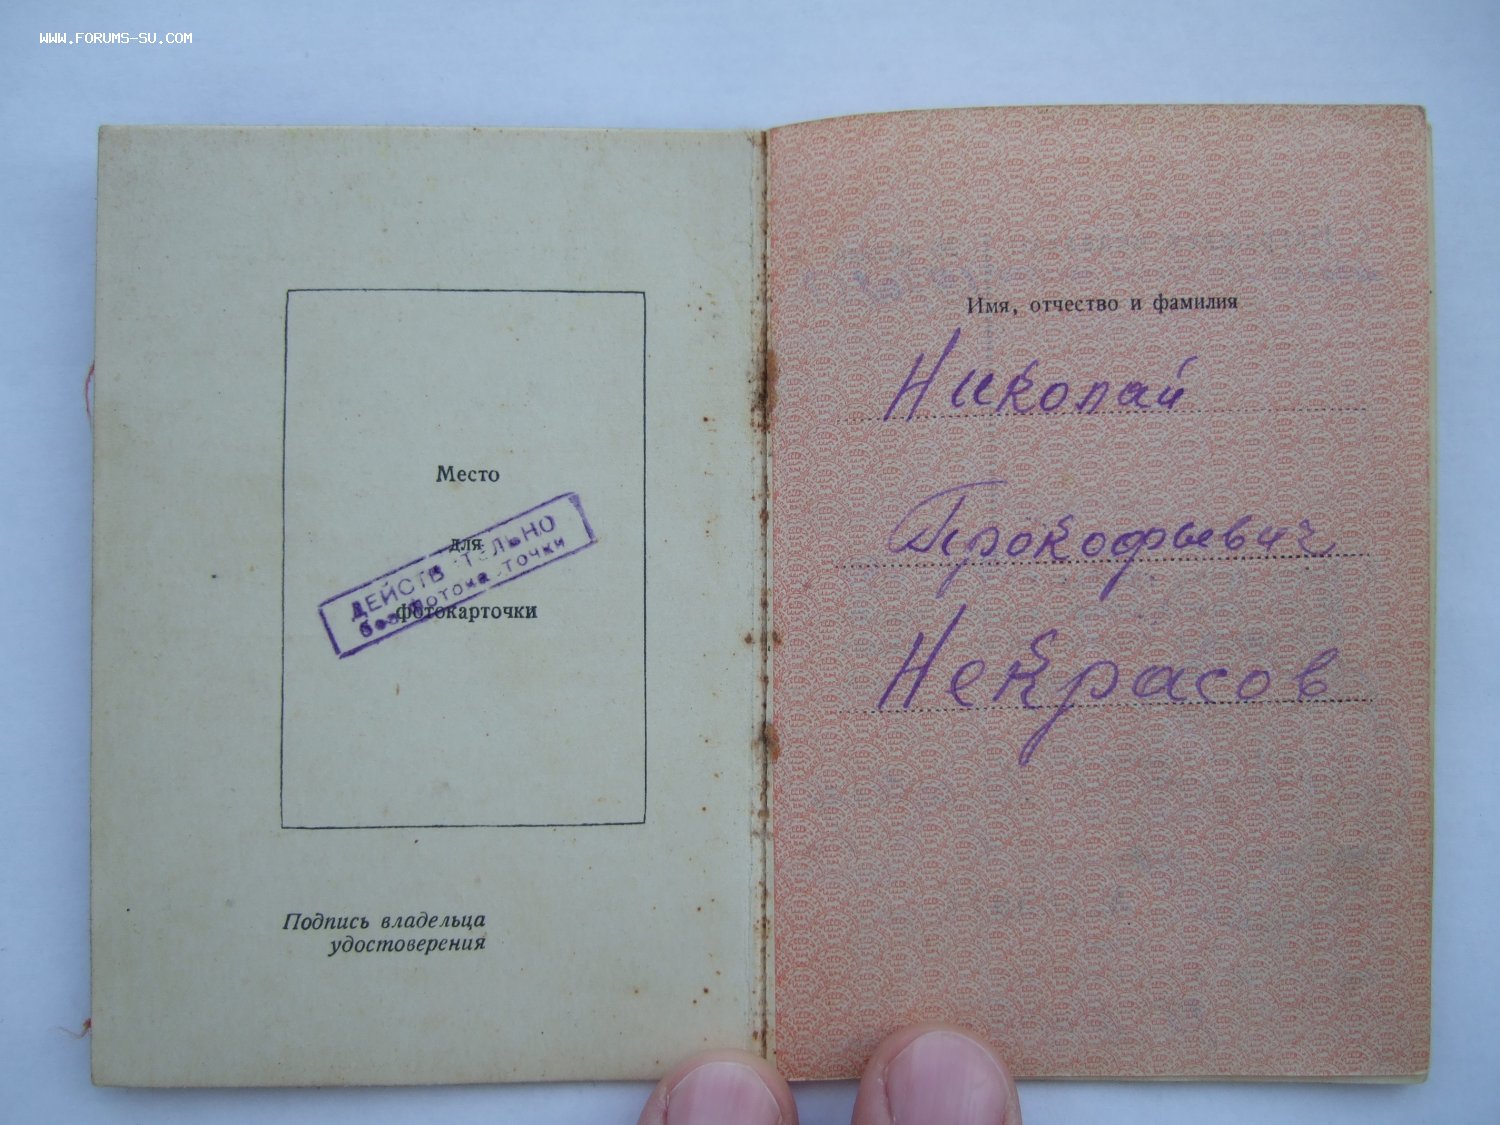 WWW.FORUMS-SU.COM
Место
для
фотокарточки
ДЕЙСТВИТЕЛЬНО
без фотокарточки
Подпись владельца
удостоверения
Имя, отчество и фамилия
Николай
Прокофьевич
Некрасов